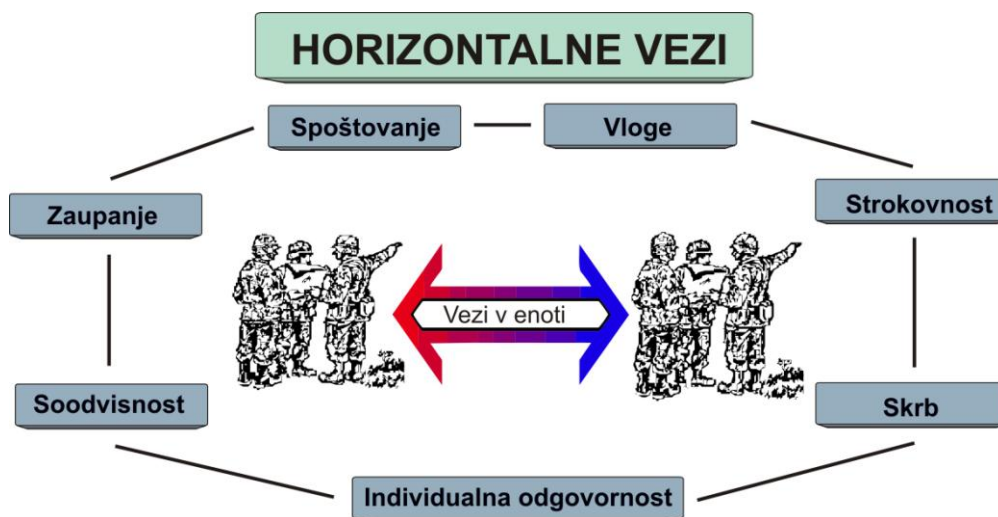 HORIZONTALNE VEZI
Spoštovanje
Vloge
Zaupanje
Strokovnost
Vezi v enoti
Soodvisnost
Skrb
Individualna odgovornost